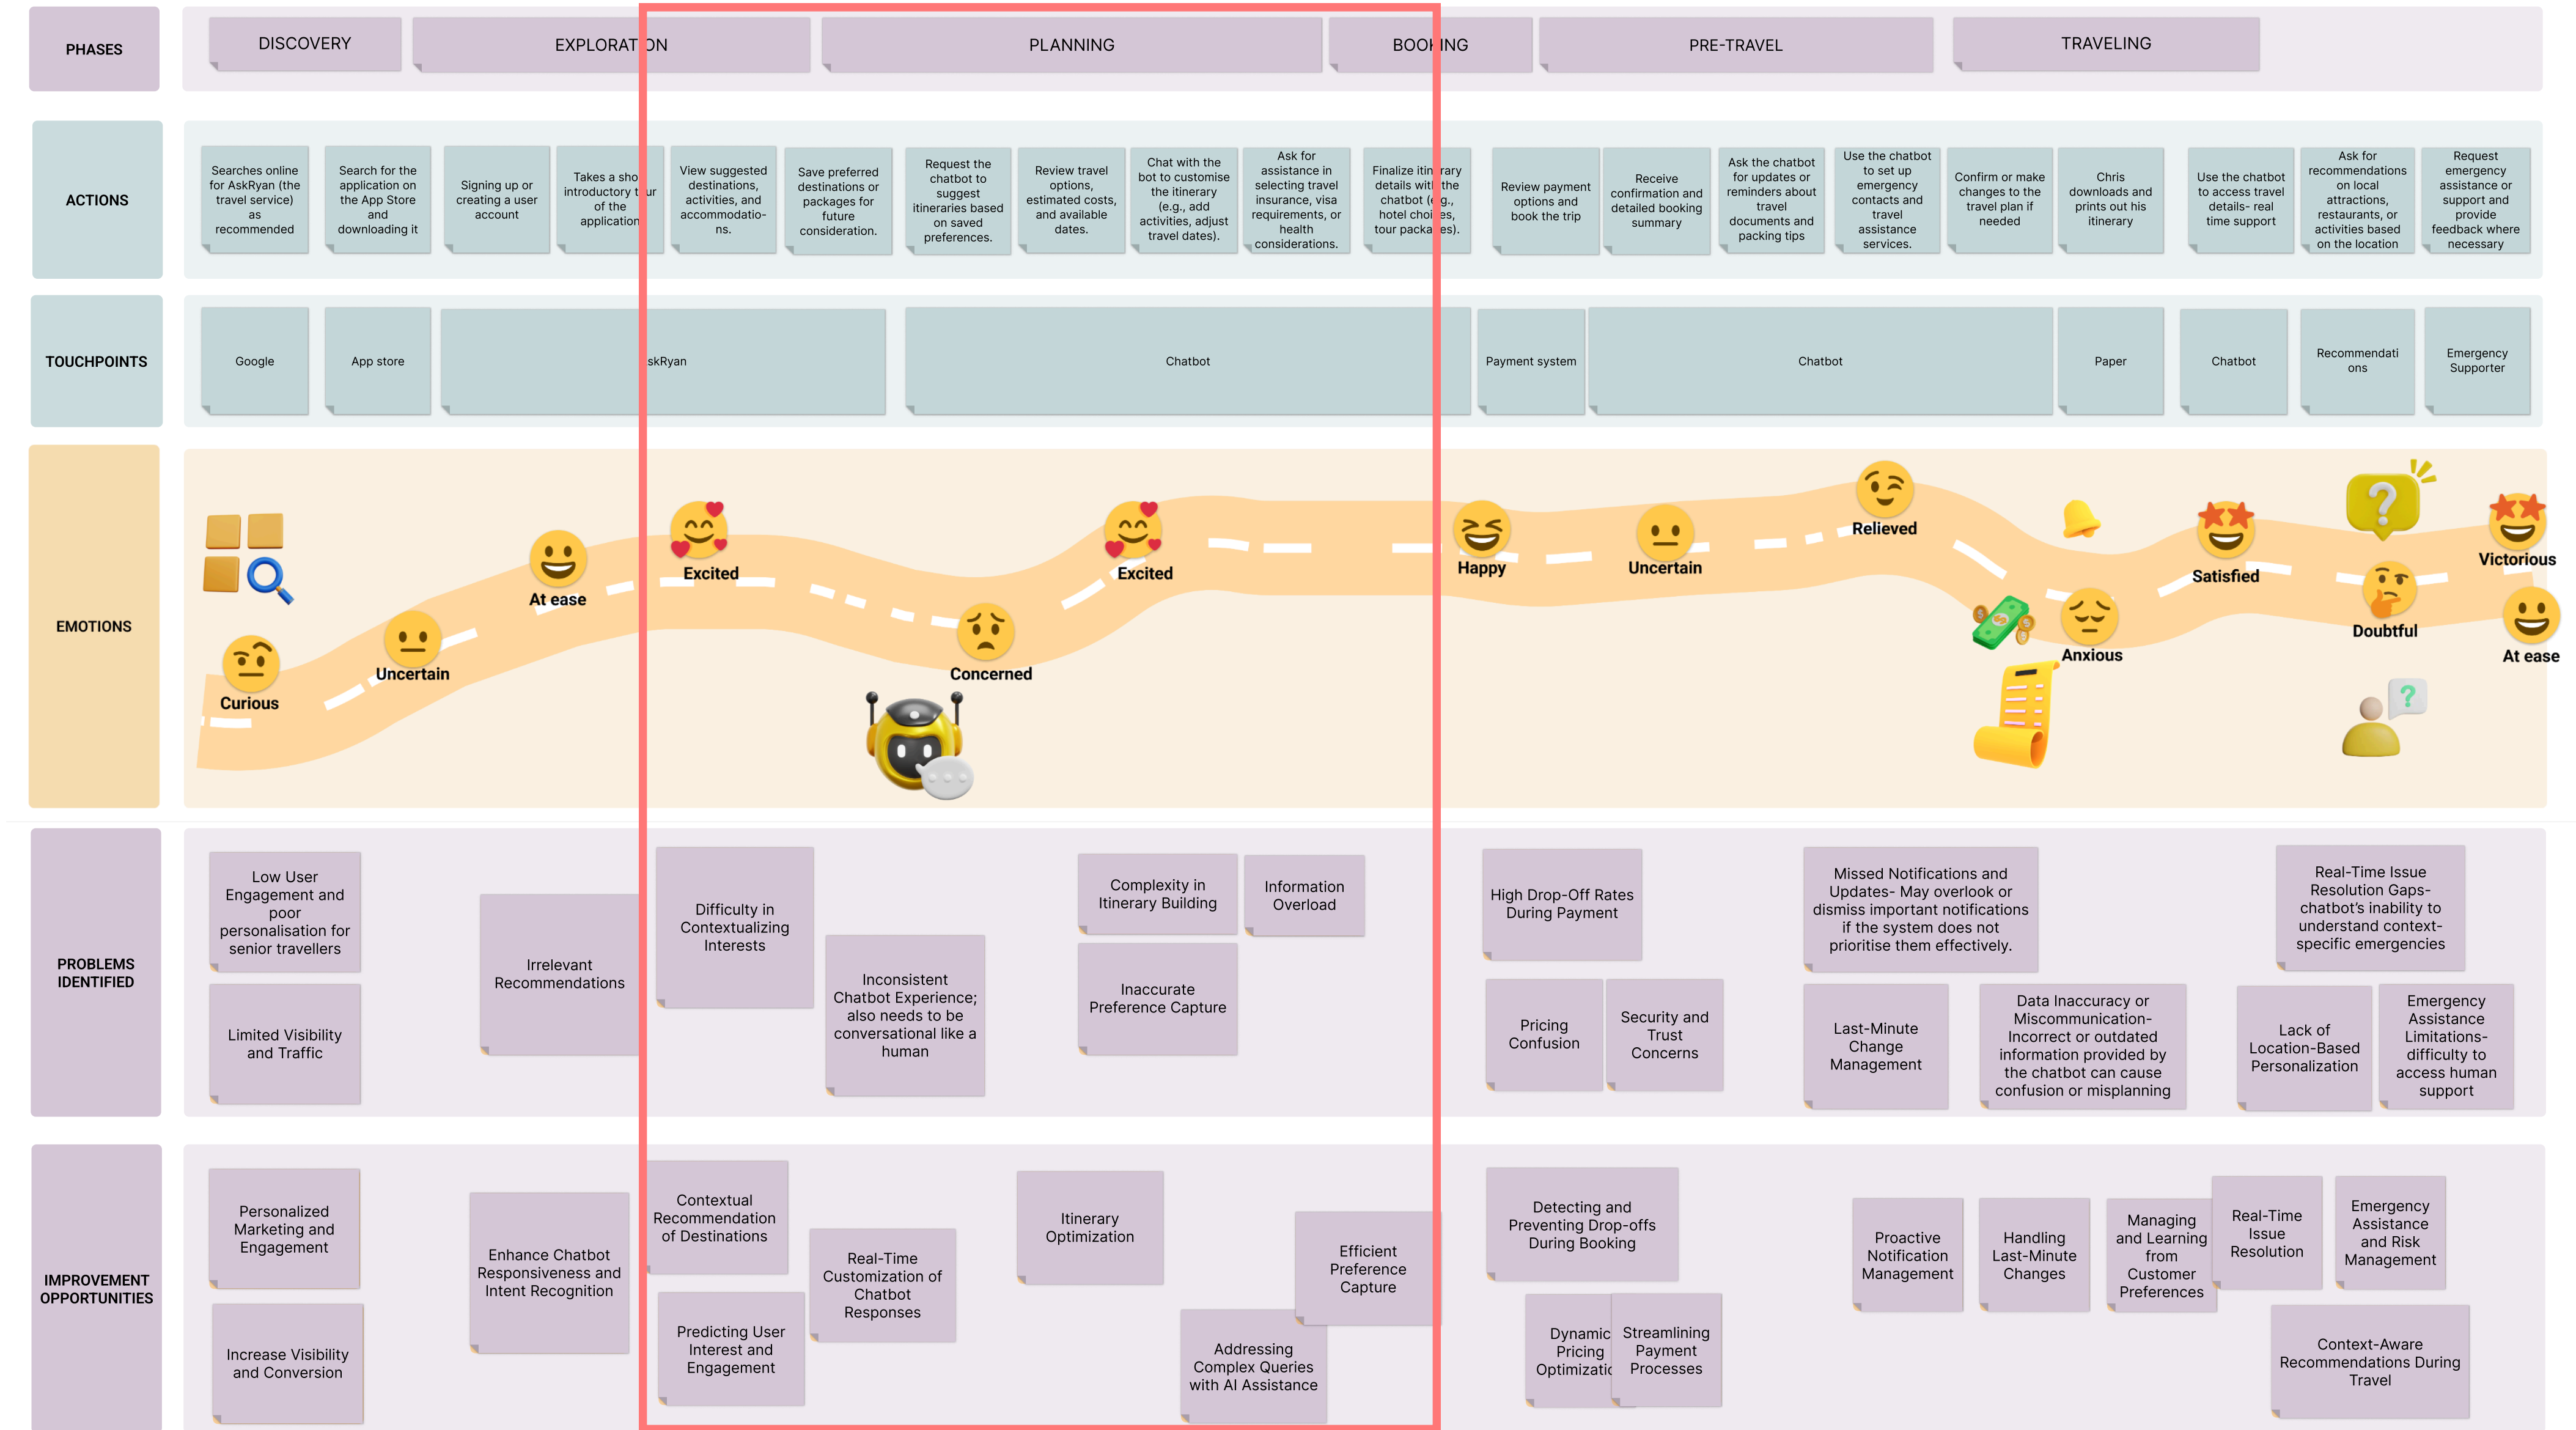 PHASES
DISCOVERY
EXPLORATION
PLANNING
BOOKING
PRE-TRAVEL
TRAVELING
ACTIONS
Searches online
for AskRyan (the
travel service)
as
recommended
Search for the
application on
the App Store
and
downloading it
Signing up or
creating a user
account
Takes a
introductory
of the
application
View suggested
destinations,
activities, and
accommodatio-
ns.
Save preferred
destinations or
packages for
future
consideration.
Request the
chatbot to
suggest
itineraries based
on saved
preferences.
Review travel
options,
estimated costs,
and available
dates.
Chat with the
bot to customise
the itinerary
(e.g., add
activities, adjust
travel dates).
Ask for
assistance in
selecting travel
insurance, visa
requirements, or
health
considerations.
Finalize itinerary
details with the
chatbot (e.g.,
hotel choices,
tour packages).
Review payment
options and
book the trip
Receive
confirmation and
detailed booking
summary
Ask the chatbot
for updates or
reminders about
travel
documents and
packing tips
Use the chatbot
to set up
emergency
contacts and
travel
assistance
services.
Confirm or make
changes to the
travel plan if
needed
Chris
downloads and
prints out his
itinerary
Use the chatbot
to access travel
details- real
time support
Ask for
recommendations
on local
attractions,
restaurants, or
activities based
on the location
Request
emergency
assistance or
support and
provide
feedback where
necessary
TOUCHPOINTS
Google
App store
skRyan
Chatbot
Payment system
Chatbot
Paper
Chatbot
Recommendati
ons
Emergency
Supporter
EMOTIONS
Curious
Uncertain
At ease
Excited
Concerned
Excited
Happy
Uncertain
Relieved
Anxious
Satisfied
?
Doubtful
?
Victorious
At ease
PROBLEMS
IDENTIFIED
Low User
Engagement and
poor
personalisation for
senior travellers
Limited Visibility
and Traffic
Irrelevant
Recommendations
Difficulty in
Contextualizing
Interests
Inconsistent
Chatbot Experience;
also needs to be
conversational like a
human
Complexity in
Itinerary Building
Information
Overload
Inaccurate
Preference Capture
High Drop-Off Rates
During Payment
Pricing
Confusion
Security and
Trust
Concerns
Missed Notifications and
Updates- May overlook or
dismiss important notifications
if the system does not
prioritise them effectively.
Last-Minute
Change
Management
Data Inaccuracy or
Miscommunication-
Incorrect or outdated
information provided by
the chatbot can cause
confusion or misplanning
Real-Time Issue
Resolution Gaps-
chatbot's inability to
understand context-
specific emergencies
Lack of
Location-Based
Personalization
Emergency
Assistance
Limitations-
difficulty to
access human
support
IMPROVEMENT
OPPORTUNITIES
Personalized
Marketing and
Engagement
Increase Visibility
and Conversion
Enhance Chatbot
Responsiveness and
Intent Recognition
Contextual
Recommendation
of Destinations
Predicting User
Interest and
Engagement
Real-Time
Customization of
Chatbot
Responses
Itinerary
Optimization
Addressing
Complex Queries
with AI Assistance
Efficient
Preference
Capture
Detecting and
Preventing Drop-offs
During Booking
Dynamic
Pricing
Optimizatio
Streamlining
Payment
Processes
Proactive
Notification
Management
Handling
Last-Minute
Changes
Managing
and Learning
from
Customer
Preferences
Real-Time
Issue
Resolution
Emergency
Assistance
and Risk
Management
Context-Aware
Recommendations During
Travel